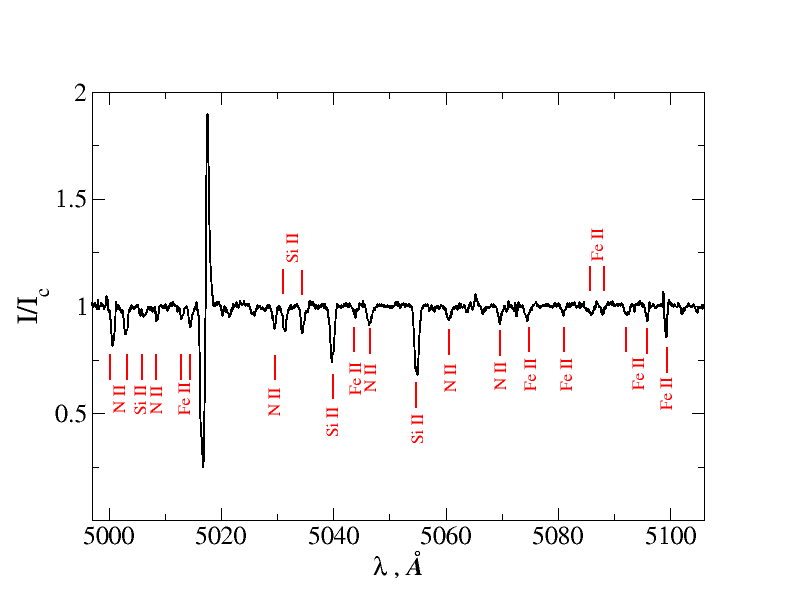 2
1.5
1
0.5
I/Ic
Si II
Fe II
N II
Si II
N II
Fe II
N II
Si II
Fe II
N II
Si II
N II
N II
Fe II
Fe II
Fe II
Fe II
5000
5020
5040
5060
5080
5100
λ , Å